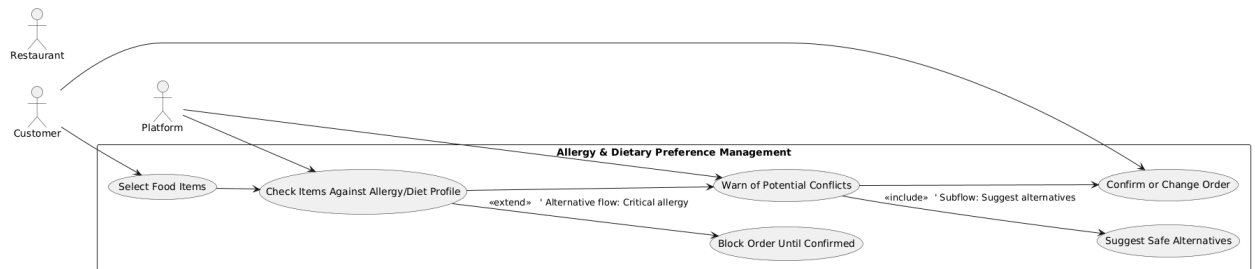 Restaurant
Customer
Platform
Allergy & Dietary Preference Management
Select Food Items
Check Items Against Allergy/Diet Profile
Warn of Potential Conflicts
Confirm or Change Order
«extend» ' Alternative flow: Critical allergy
«include» ' Subflow: Suggest alternatives
Block Order Until Confirmed
Suggest Safe Alternatives